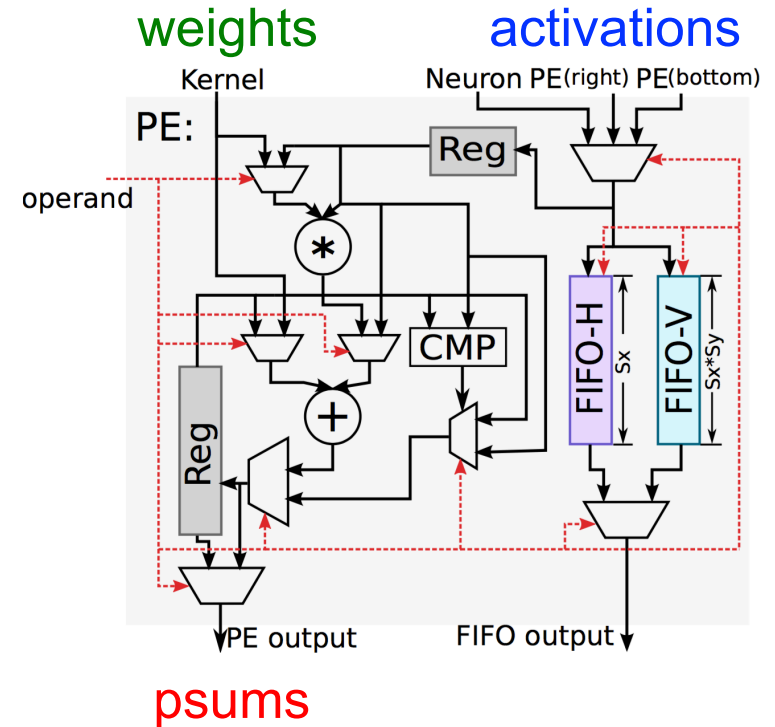 weights activations
Kernel Neuron PE(right) PE(bottom)
PE:
Reg
operand
*
FIFO-H Sx FIFO-V Sx*Sy
CMP
+
Reg
PE output FIFO output
psums